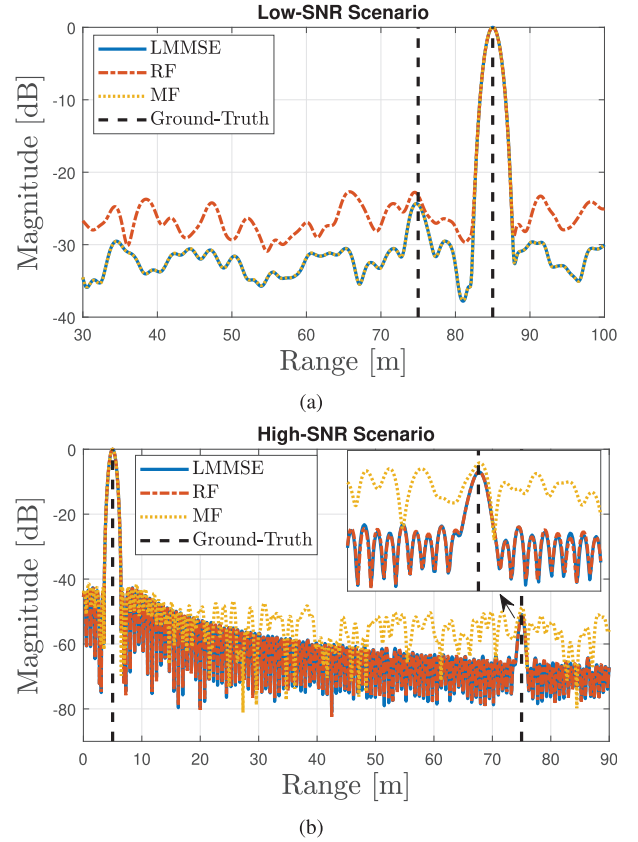 Low-SNR Scenario
0
-10
-20
-30
-40
Magnitude [dB]
LMMSE
RF
MF
Ground-Truth
30 40 50 60 70 80 90 100
Range [m]
(a)
High-SNR Scenario
0
-20
-40
-60
-80
Magnitude [dB]
LMMSE
RF
MF
Ground-Truth
0 10 20 30 40 50 60 70 80 90
Range [m]
(b)